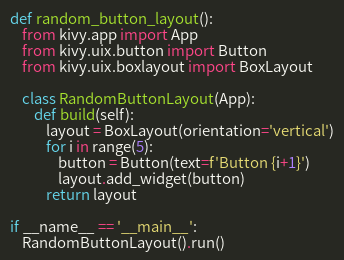 def random_button_layout():
    from kivy.app import App
    from kivy.uix.button import Button
    from kivy.uix.boxlayout import BoxLayout

    class RandomButtonLayout(App):
        def build(self):
            layout = BoxLayout(orientation='vertical')
            for i in range(5):
                button = Button(text=f'Button {i+1}')
                layout.add_widget(button)
            return layout

if __name__ == '__main__':
    RandomButtonLayout().run()